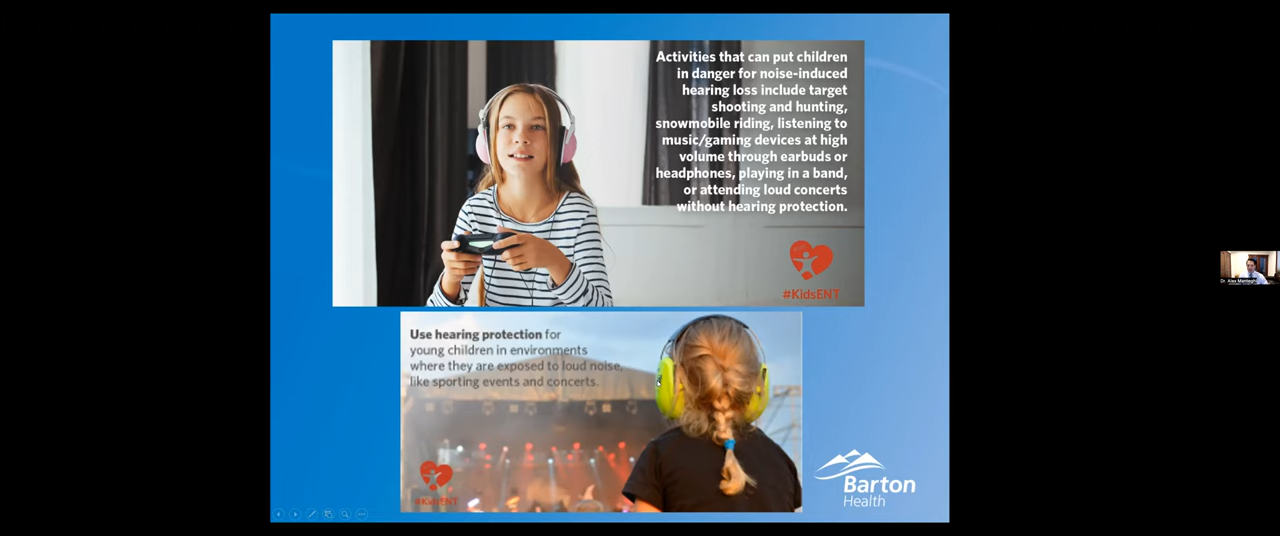 Activities that can put children
in danger for noise-induced
hearing loss include target
shooting and hunting,
snowmobile riding, listening to
music/gaming devices at high
volume through earbuds or
headphones, playing in a band,
or attending loud concerts
without hearing protection.
#KidsENT
Use hearing protection for
young children in environments
where they are exposed to loud noise,
like sporting events and concerts.
#KidsENT
Barton
Health
Dr. Alex